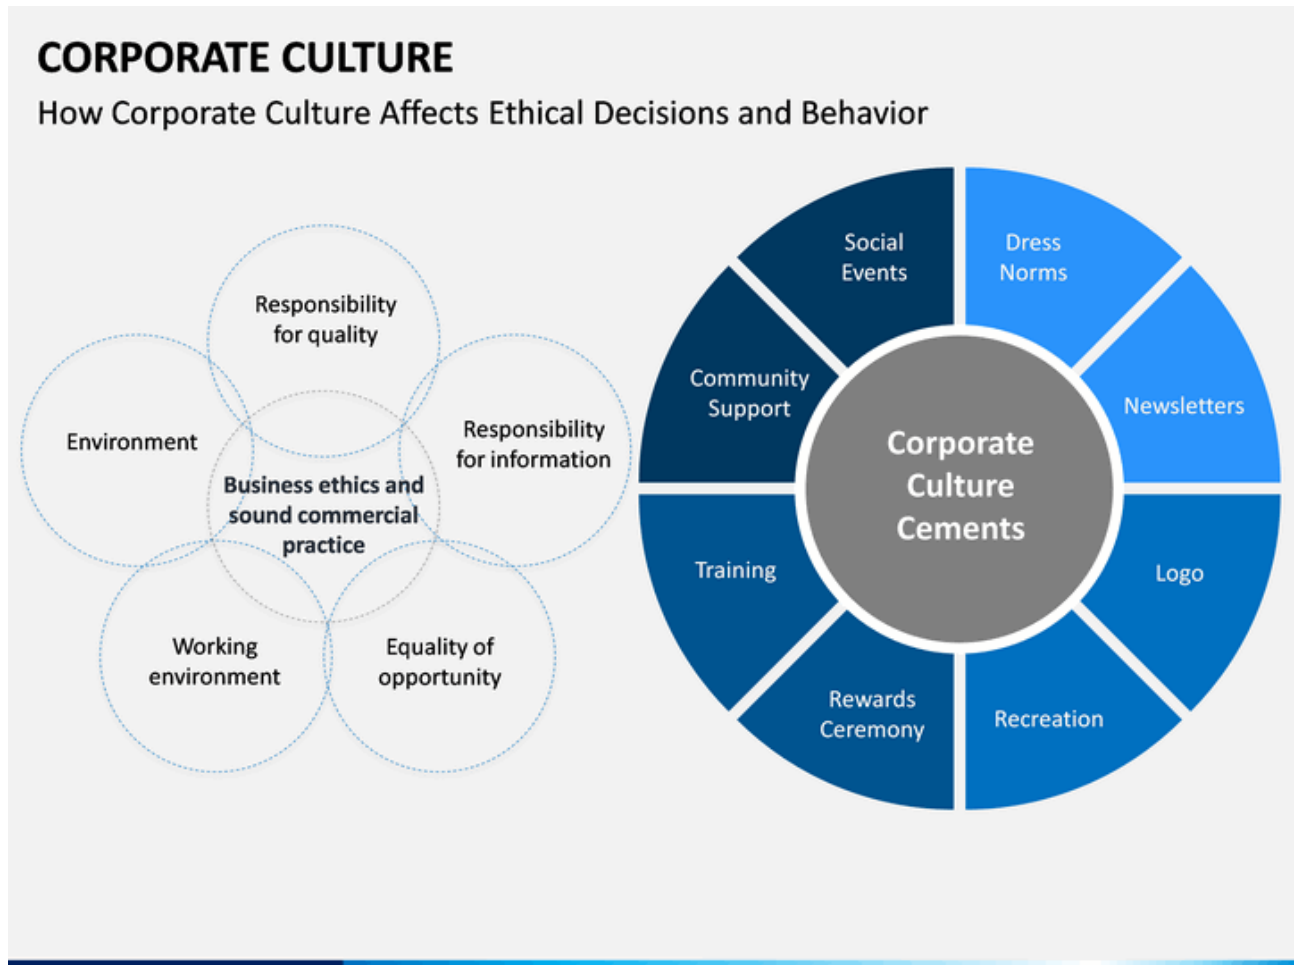 CORPORATE CULTURE
How Corporate Culture Affects Ethical Decisions and Behavior
Responsibility
for quality
Environment
Responsibility
for information
Business ethics and
sound commercial
practice
Working
environment
Equality of
opportunity
Social
Events
Dress
Norms
Community
Support
Newsletters
Corporate
Culture
Cements
Training
Logo
Rewards
Ceremony
Recreation